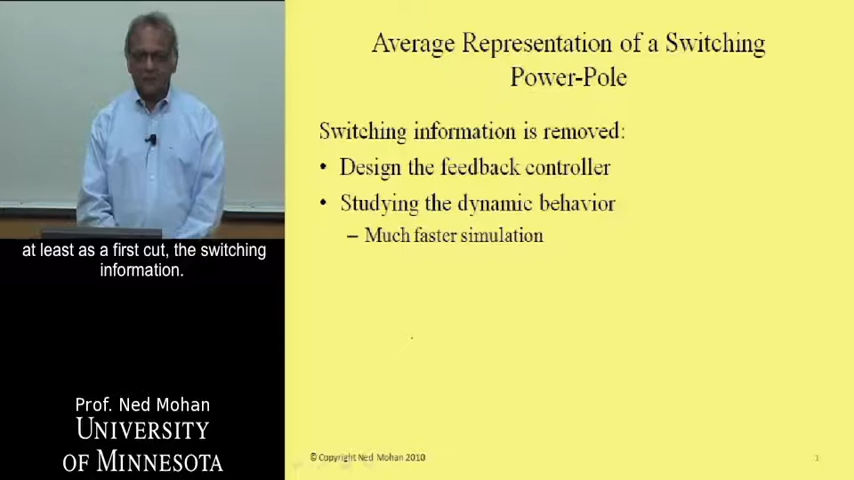 Average Representation of a Switching
Power-Pole
Switching information is removed:
• Design the feedback controller
• Studying the dynamic behavior
– Much faster simulation
at least as a first cut, the switching
information.
Prof. Ned Mohan
UNIVERSITY
OF MINNESOTA
© Copyright Ned Mohan 2010
1